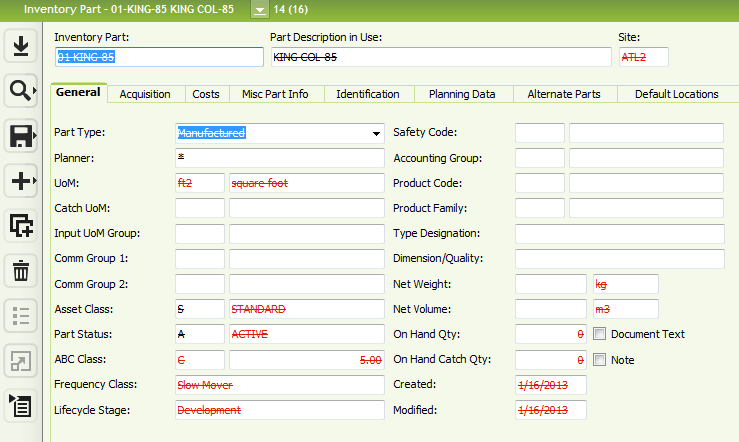 Inventory Part - 01-KING-85 KING COL-85 14 (16)
Inventory Part: Part Description in Use: Site:
01-KING-85 KING COL-85 ATL2
General Acquisition Costs Misc Part Info Identification Planning Data Alternate Parts Default Locations
Part Type: Manufactured Safety Code:
Planner: * Accounting Group:
UoM: ft2 square foot Product Code:
Catch UoM: Product Family:
Input UoM Group: Type Designation:
Comm Group 1: Dimension/Quality:
Comm Group 2: Net Weight: kg
Asset Class: S STANDARD Net Volume: m3
Part Status: A ACTIVE On Hand Qty: 0 Document Text
ABC Class: C 5.00 On Hand Catch Qty: 0 Note
Frequency Class: Slow Mover Created: 1/16/2013
Lifecycle Stage: Development Modified: 1/16/2013